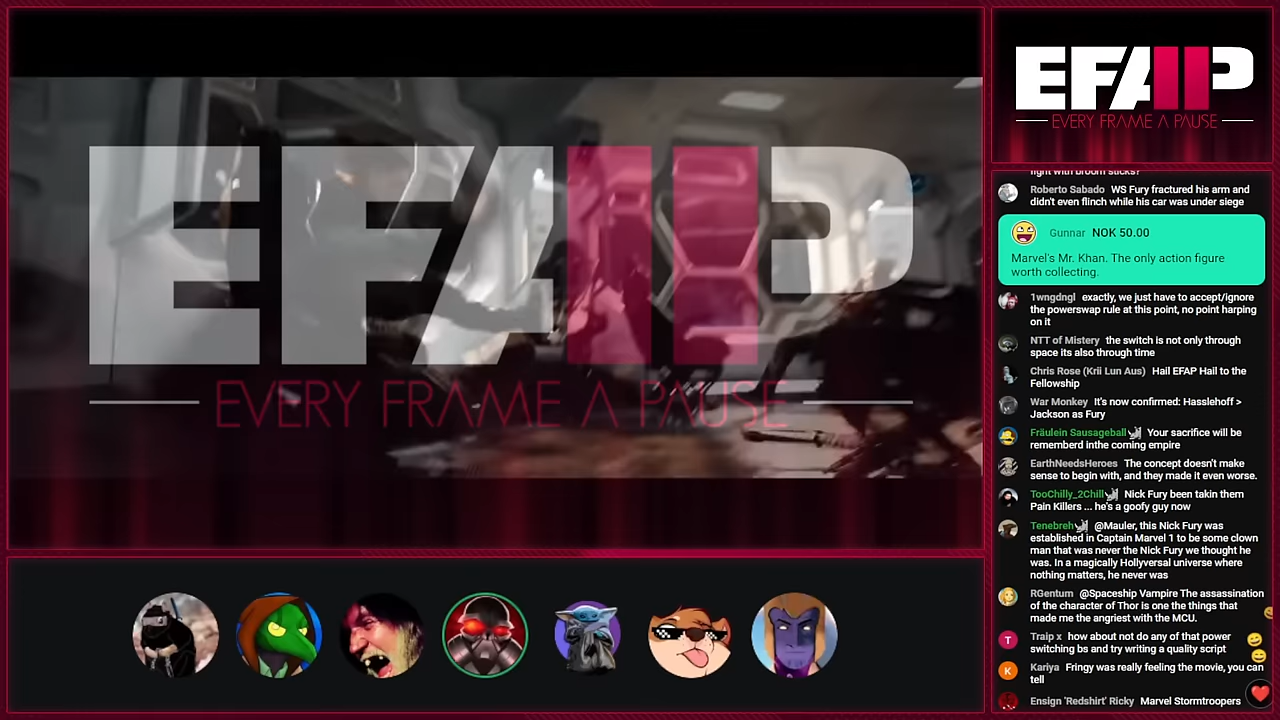 EFAP
EVERY FRAME A PAUSE
EFAP
EVERY FRAME A PAUSE
fight with broom sticks?
Roberto Sabado WS Fury fractured his arm and
didn't even flinch while his car was under siege
Gunnar NOK 50.00
Marvel's Mr. Khan. The only action figure
worth collecting.
1wngdngl exactly, we just have to accept/ignore
the powerswap rule at this point, no point harping
on it
NTT of Mistery the switch is not only through
space its also through time
Chris Rose (Krii Lun Aus) Hail EFAP Hail to the
Fellowship
War Monkey It's now confirmed: Hasslehoff >
Jackson as Fury
Fräulein Sausageball Your sacrifice will be
rememberd inthe coming empire
EarthNeedsHeroes The concept doesn't make
sense to begin with, and they made it even worse.
TooChilly_2Chill Nick Fury been takin them
Pain Killers ... he's a goofy guy now
Tenebreh @Mauler, this Nick Fury was
established in Captain Marvel 1 to be some clown
man that was never the Nick Fury we thought he
was. In a magically Hollyversal universe where
nothing matters, he never was
RGentum @Spaceship Vampire The assassination
of the character of Thor is one the things that
made me the angriest with the MCU.
T
Traip x how about not do any of that power
switching bs and try writing a quality script
K
Kariya Fringy was really feeling the movie, you can
tell
Ensign 'Redshirt' Ricky Marvel Stormtroopers